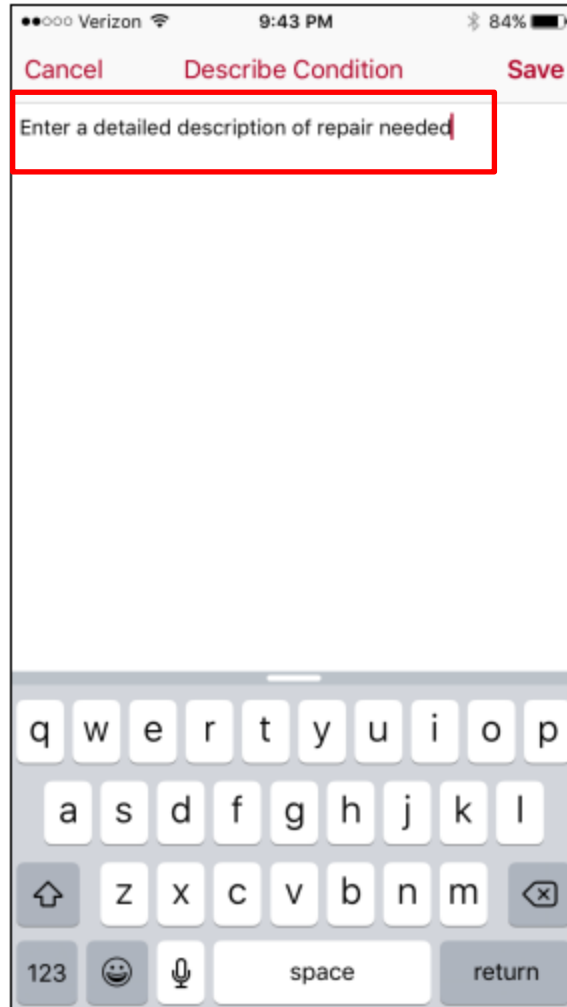 Verizon 9:43 PM 84%
Cancel Describe Condition Save
Enter a detailed description of repair needed
q w e r t y u i o p
a s d f g h j k l
z x c v b n m
123 space return